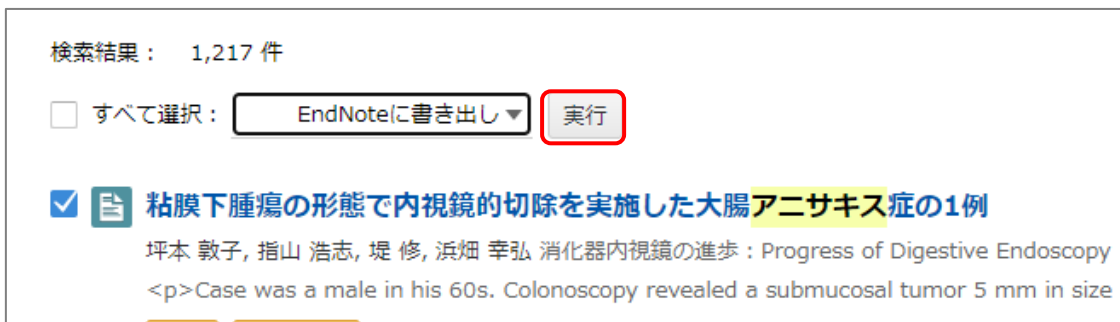 検索結果： 1,217 件
すべて選択： EndNoteに書き出し 実行
粘膜下腫瘍の形態で内視鏡的切除を実施した大腸アニサキス症の1例
坪本 敦子, 指山 浩志, 堤 修, 浜畑 幸弘 消化器内視鏡の進歩 : Progress of Digestive Endoscopy
<p>Case was a male in his 60s. Colonoscopy revealed a submucosal tumor 5 mm in size